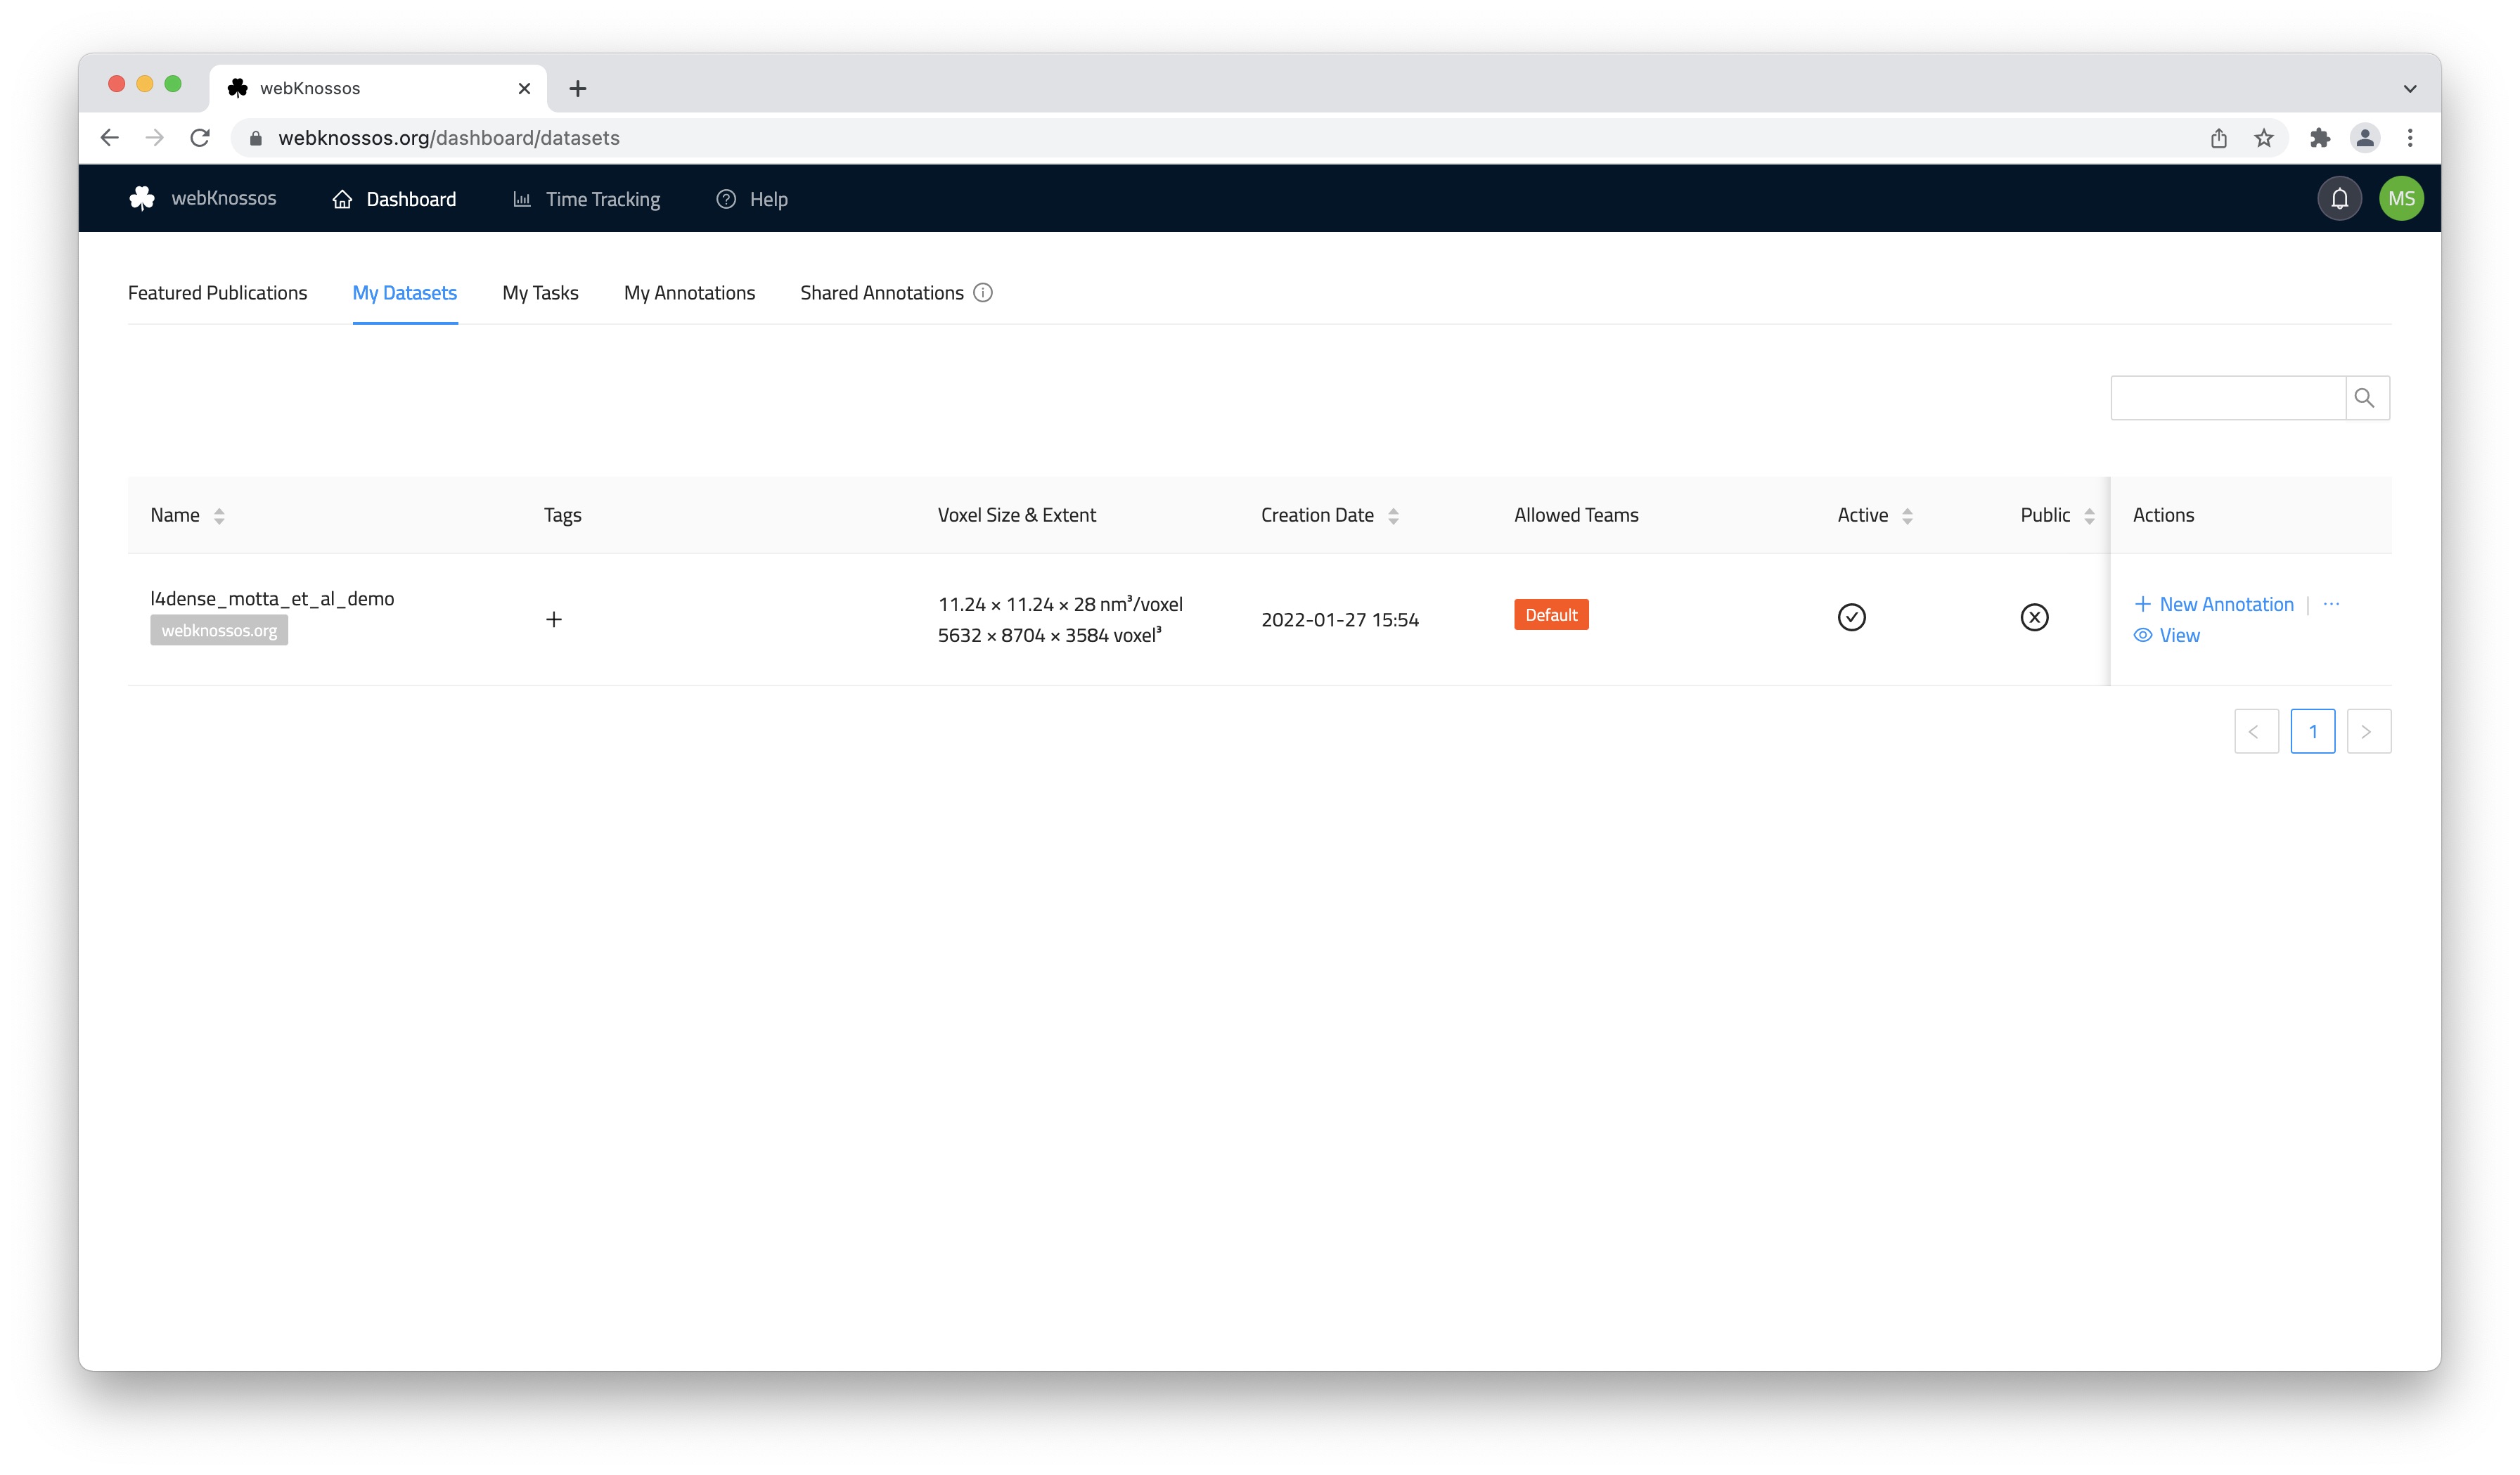 webKnossos
webknossos.org/dashboard/datasets
webKnossos Dashboard Time Tracking Help MS
Featured Publications My Datasets My Tasks My Annotations Shared Annotations
Name Tags Voxel Size & Extent Creation Date Allowed Teams Active Public Actions
l4dense_motta_et_al_demo
webknossos.org
11.24 × 11.24 × 28 nm³/voxel
5632 × 8704 × 3584 voxel³
2022-01-27 15:54
Default
New Annotation
View
1